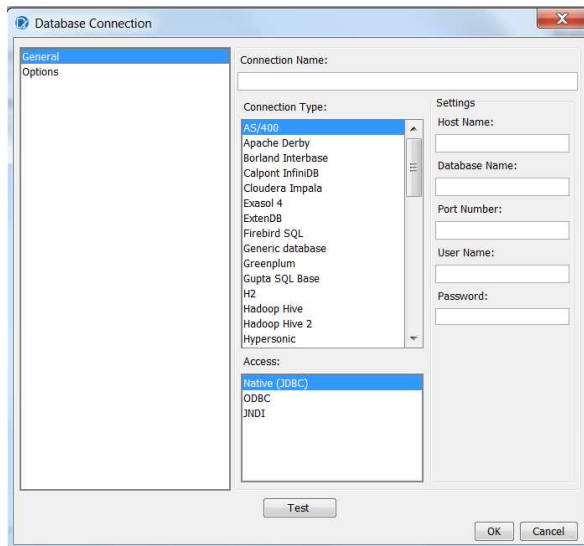 Database Connection
General
Options
Connection Name:
Connection Type:
AS/400
Apache Derby
Borland Interbase
Calpont InfiniDB
Cloudera Impala
Exasol 4
ExtenDB
Firebird SQL
Generic database
Greenplum
Gupta SQL Base
H2
Hadoop Hive
Hadoop Hive 2
Hypersonic
Access:
Native (JDBC)
ODBC
JNDI
Settings
Host Name:
Database Name:
Port Number:
User Name:
Password:
Test
OK
Cancel